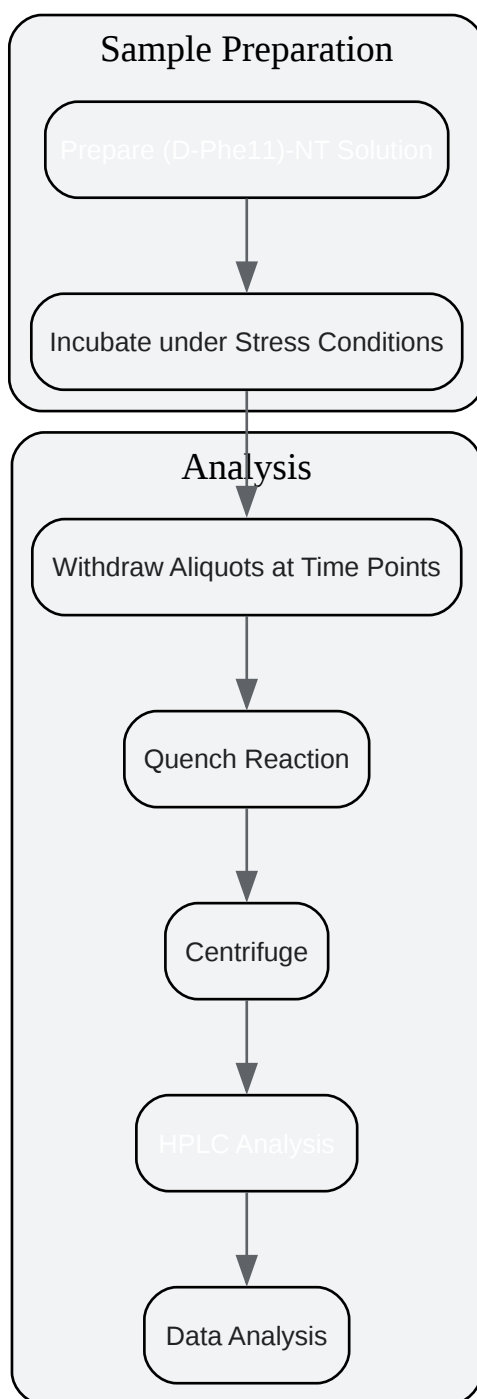 Sample Preparation
Prepare (D-Phe11)-NT Solution
Incubate under Stress Conditions
Analysis
Withdraw Aliquots at Time Points
Quench Reaction
Centrifuge
HPLC Analysis
Data Analysis